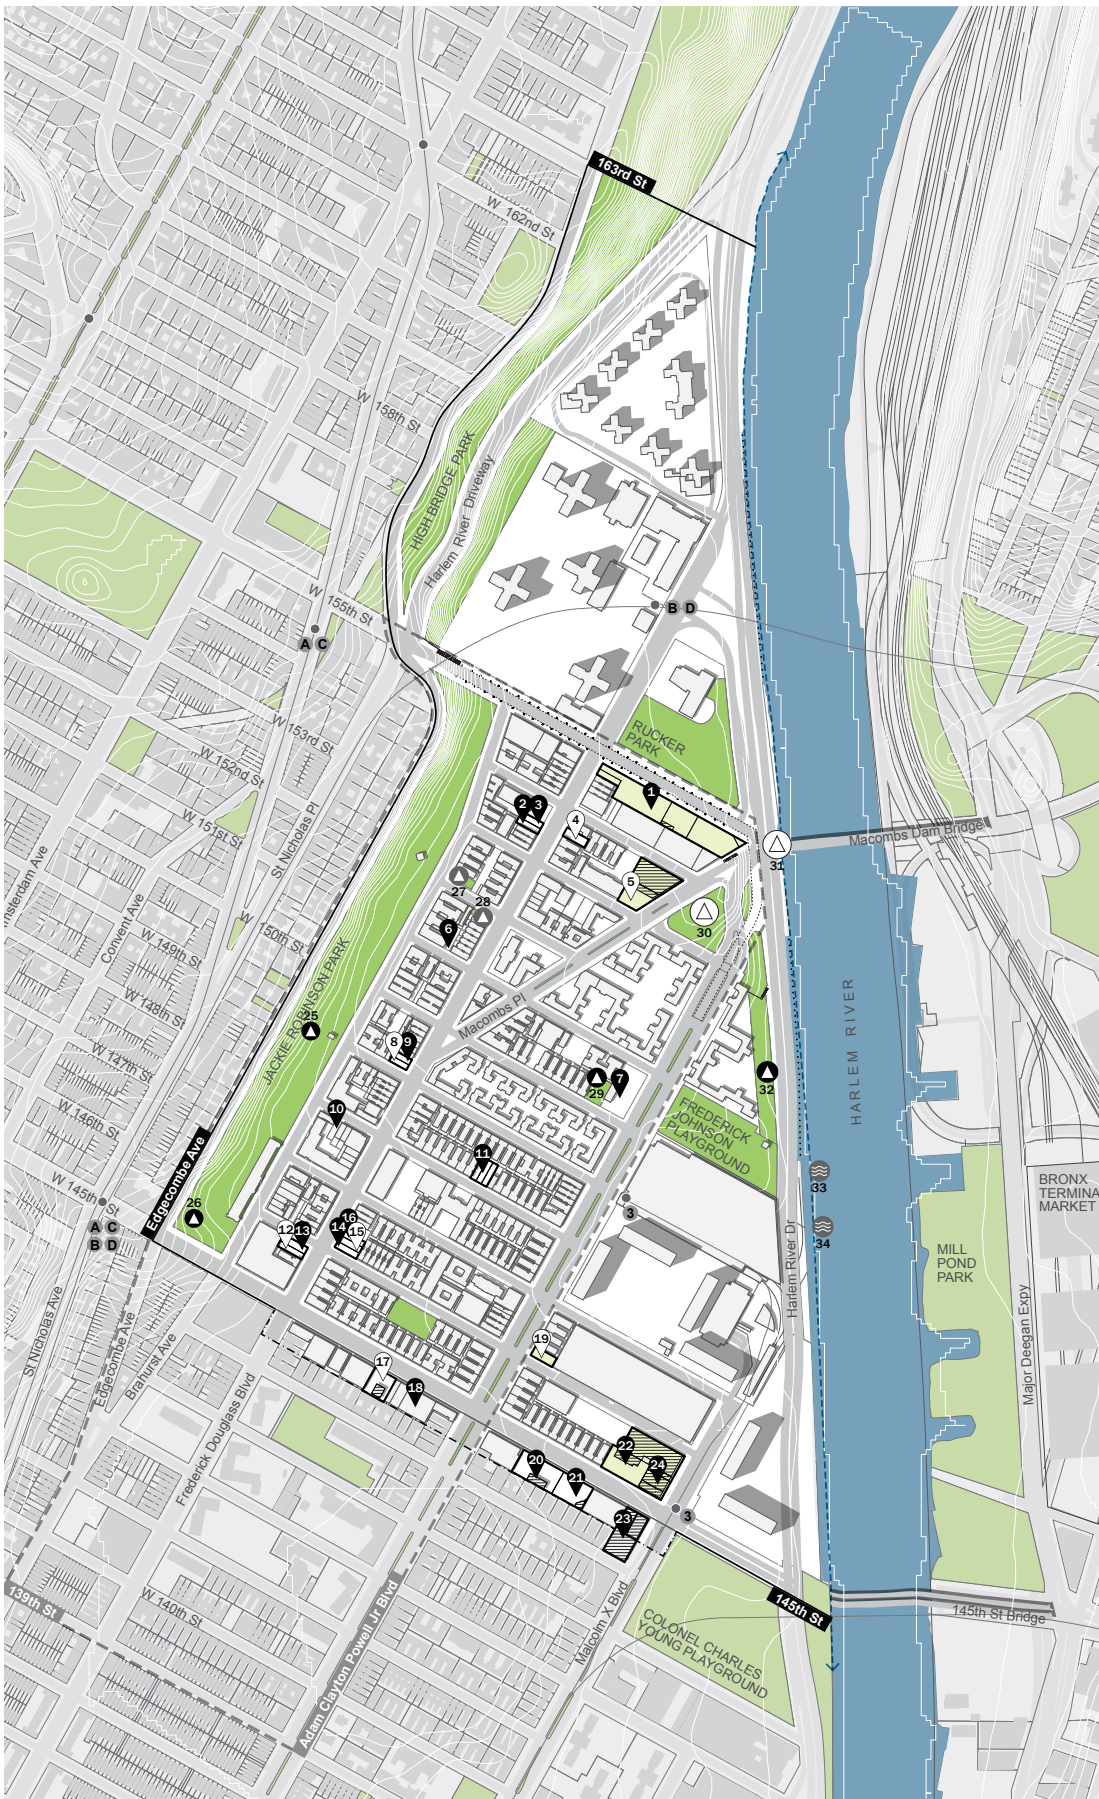 163rd St
W 162nd St
W 158th St
HIGH BRIDGE PARK
Harlem River Driveway
W 155th St
A C
B D
W 153rd St
W 152nd St
W 151st St
St Nicholas Pl
RUCKER
PARK
1
2
3
4
5
Macombs Dam Bridge
31
27
28
30
6
Convent Ave
W 150th St
W 149th St
W 148th St
W 147th St
W 146th St
W 145th
JACKIE ROBINSON PARK
25
Macombs Pl
8
9
29
7
32
HARLEM RIVER
FREDERICK
JOHNSON
PLAYGROUND
10
11
Edgecombe Ave
26
A C
B D
12
13
14
16
15
3
33
34
BRONX
TERMINA
MARKET
MILL
POND
PARK
Harlem River Dr
Major Deegan Expy
St Nicholas Ave
Edgecombe Ave
Brahurst Ave
Frederick Douglass Blvd
17
18
19
20
21
22
24
23
3
145th St
145th St Bridge
139th St
W 140th St
Adam Clayton Powell Jr Blvd
Malcolm X Blvd
COLONEL CHARLES
YOUNG PLAYGROUND